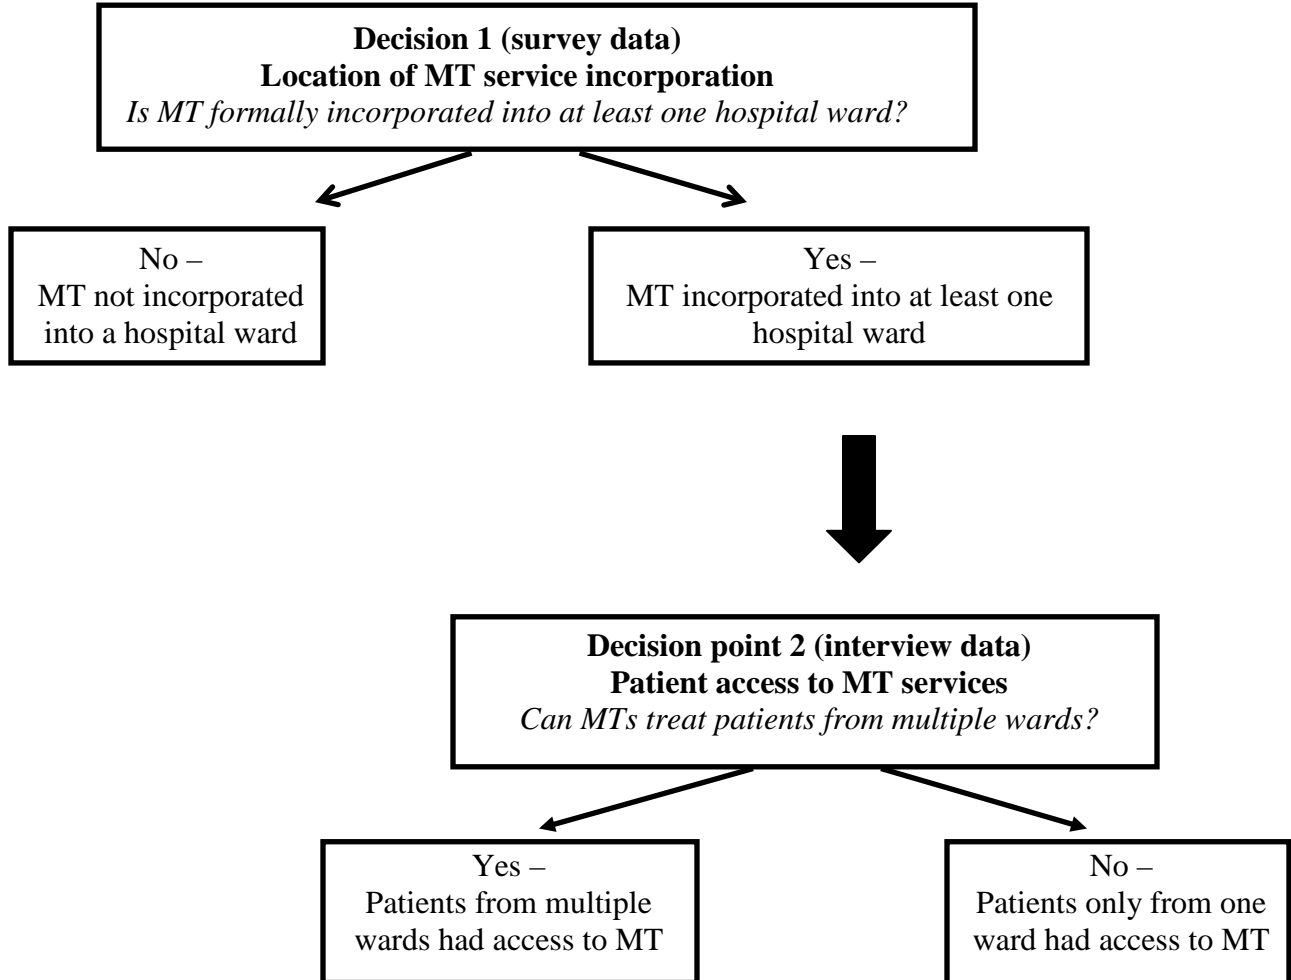 Decision 1 (survey data)
Location of MT service incorporation
Is MT formally incorporated into at least one hospital ward?
No –
MT not incorporated
into a hospital ward
Yes –
MT incorporated into at least one
hospital ward
Decision point 2 (interview data)
Patient access to MT services
Can MTs treat patients from multiple wards?
Yes –
Patients from multiple
wards had access to MT
No –
Patients only from one
ward had access to MT